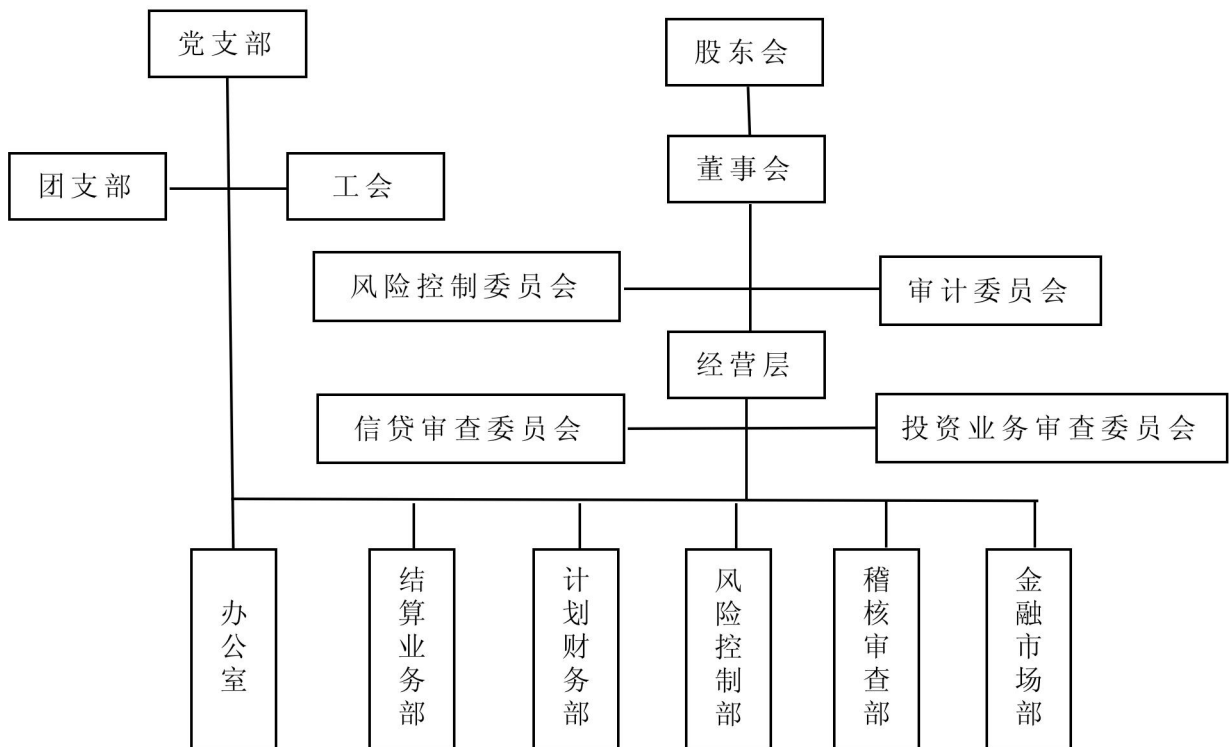 党支部
股东会
董事会
团支部
工会
风险控制委员会
审计委员会
经营层
信贷审查委员会
投资业务审查委员会
办公室
结算业务部
计划财务部
风险控制部
稽核审查部
金融市场部